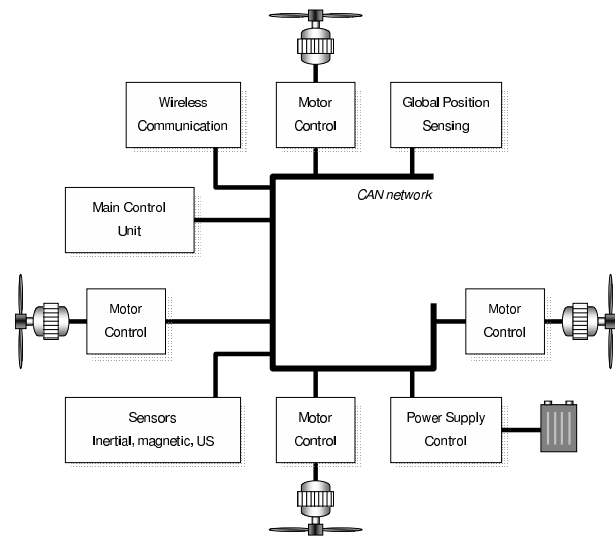 Wireless
Communication
Motor
Control
Global Position
Sensing
CAN network
Main Control
Unit
Motor
Control
Motor
Control
Sensors
Inertial, magnetic, US
Motor
Control
Power Supply
Control